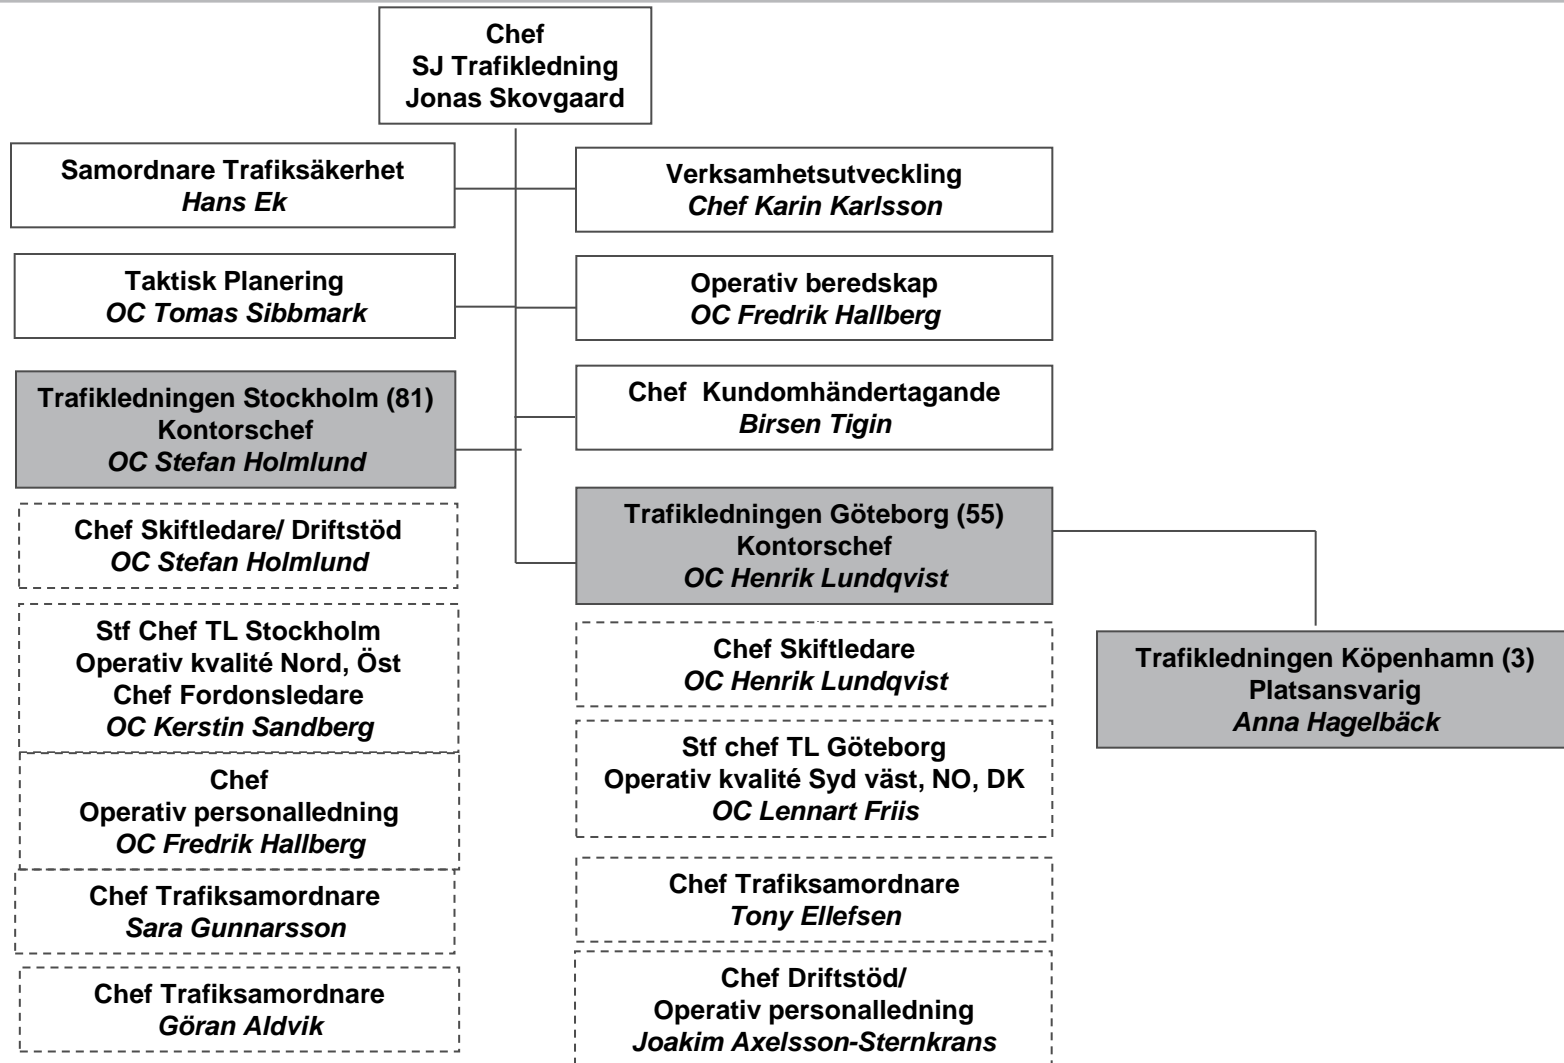 Chef
SJ Trafikledning
Jonas Skovgaard
Samordnare Trafiksäkerhet
Hans Ek
Verksamhetsutveckling
Chef Karin Karlsson
Taktisk Planering
OC Tomas Sibbmark
Operativ beredskap
OC Fredrik Hallberg
Chef  Kundomhändertagande
Birsen Tigin
Trafikledningen Stockholm (81)
Kontorschef
OC Stefan Holmlund
Chef Skiftledare/ Driftstöd
OC Stefan Holmlund
Stf Chef TL Stockholm
Operativ kvalité Nord, Öst
Chef Fordonsledare
OC Kerstin Sandberg
Chef
Operativ personalledning
OC Fredrik Hallberg
Chef Trafiksamordnare
Sara Gunnarsson
Chef Trafiksamordnare
Göran Aldvik
Trafikledningen Göteborg (55)
Kontorschef
OC Henrik Lundqvist
Chef Skiftledare
OC Henrik Lundqvist
Stf chef TL Göteborg
Operativ kvalité Syd väst, NO, DK
OC Lennart Friis
Chef Trafiksamordnare
Tony Ellefsen
Chef Driftstöd/
Operativ personalledning
Joakim Axelsson-Sternkrans
Trafikledningen Köpenhamn (3)
Platsansvarig
Anna Hagelbäck